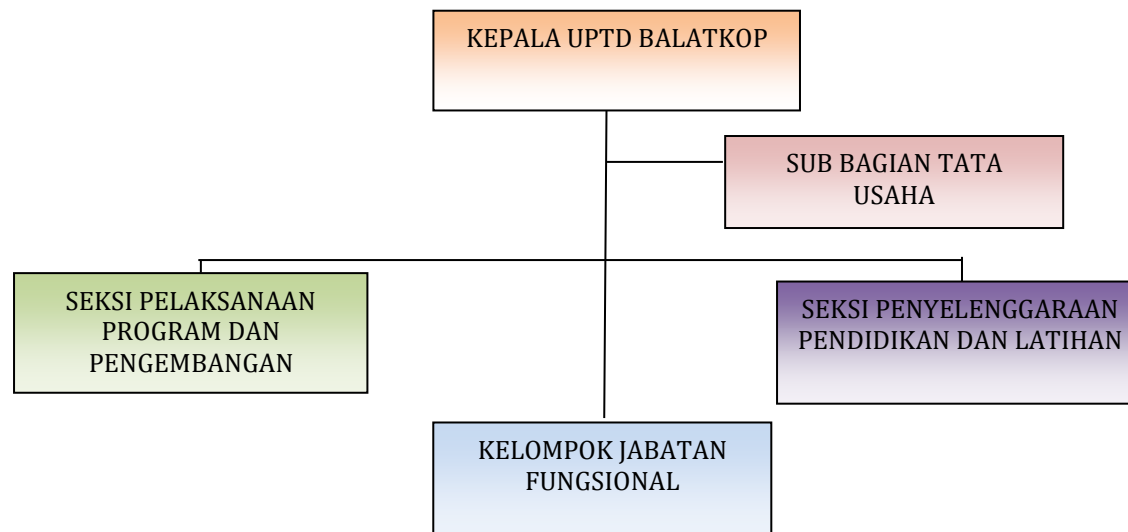 KEPALA UPTD BALATKOP
SUB BAGIAN TATA
USAHA
SEKSI PELAKSANAAN
PROGRAM DAN
PENGEMBANGAN
SEKSI PENYELENGGARAAN
PENDIDIKAN DAN LATIHAN
KELOMPOK JABATAN
FUNGSIONAL